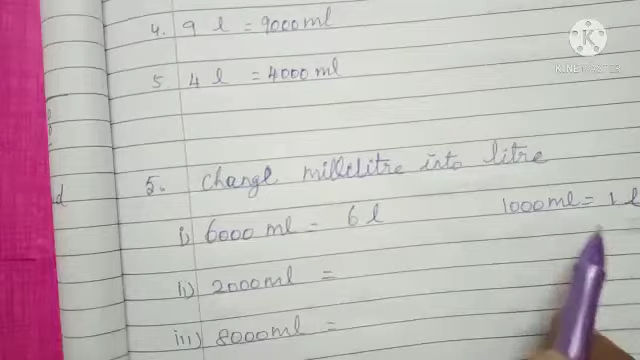 4. 9 l = 9000 ml
KINEMASTER
5. 4 l = 4000 ml
5. Change millilitre into litre
1000 ml = 1 l
i) 6000 ml = 6 l
ii) 2000 ml =
iii) 8000 ml =
d